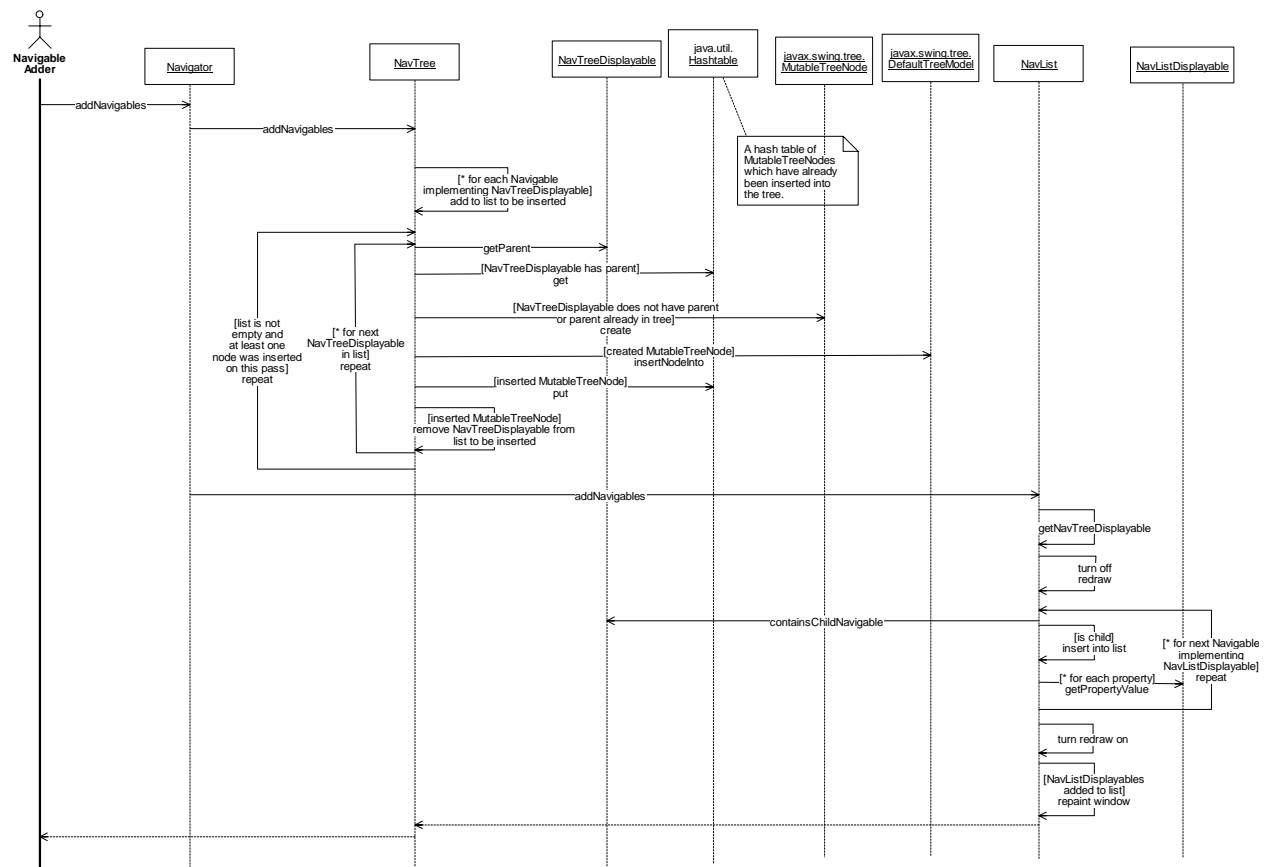 Navigable
Adder
Navigator
NavTree
NavTreeDisplayable
java.util.
Hashtable
javax.swing.tree.
MutableTreeNode
javax.swing.tree.
DefaultTreeModel
NavList
NavListDisplayable
addNavigables
addNavigables
A hash table of
MutableTreeNodes
which have already
been inserted into
the tree.
[* for each Navigable
implementing NavTreeDisplayable]
add to list to be inserted
getParent
[NavTreeDisplayable has parent]
get
[NavTreeDisplayable does not have parent
or parent already in tree]
create
[list is not
empty and
at least one
node was inserted
on this pass]
repeat
[* for next
NavTreeDisplayable
in list]
repeat
[created MutableTreeNode]
insertNodeInto
[inserted MutableTreeNode]
put
[inserted MutableTreeNode]
remove NavTreeDisplayable from
list to be inserted
addNavigables
getNavTreeDisplayable
turn off
redraw
containsChildNavigable
[is child]
insert into list
[* for next Navigable
implementing
NavListDisplayable]
repeat
[* for each property]
getPropertyValue
turn redraw on
[NavListDisplayables
added to list]
repaint window